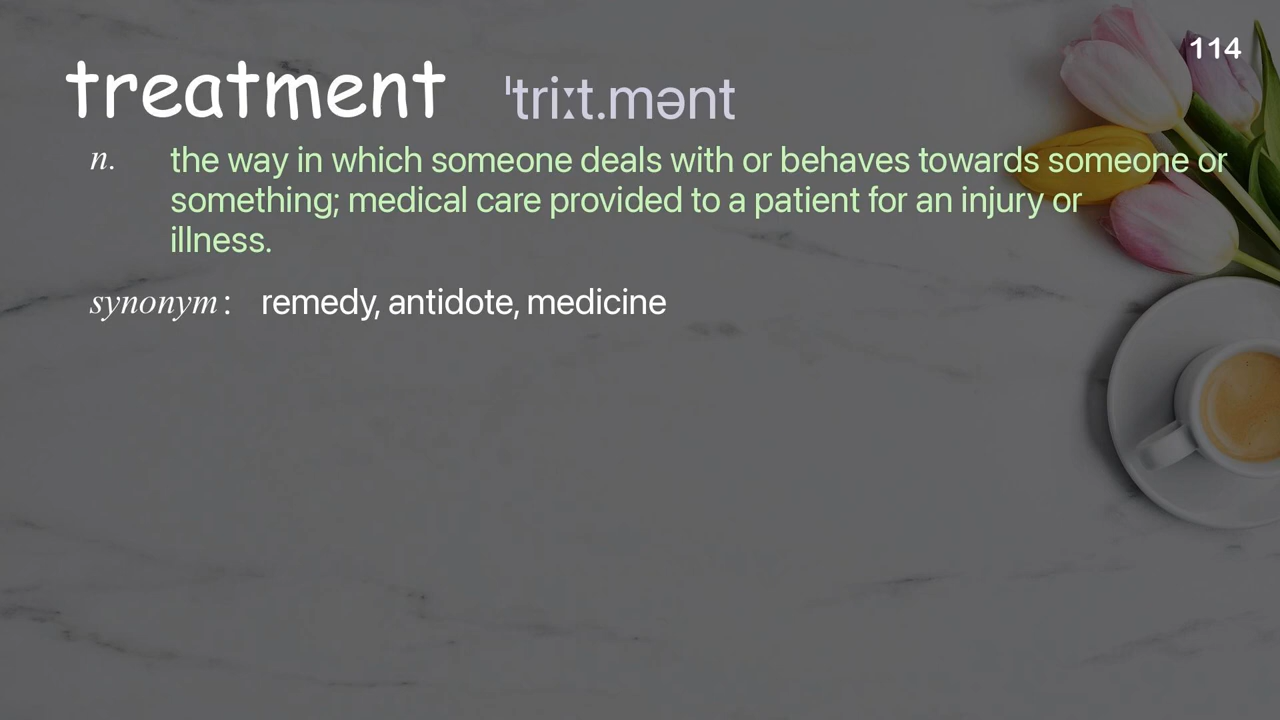 114
treatment ˈtriːt.mənt
n. the way in which someone deals with or behaves towards someone or
something; medical care provided to a patient for an injury or
illness.
synonym: remedy, antidote, medicine